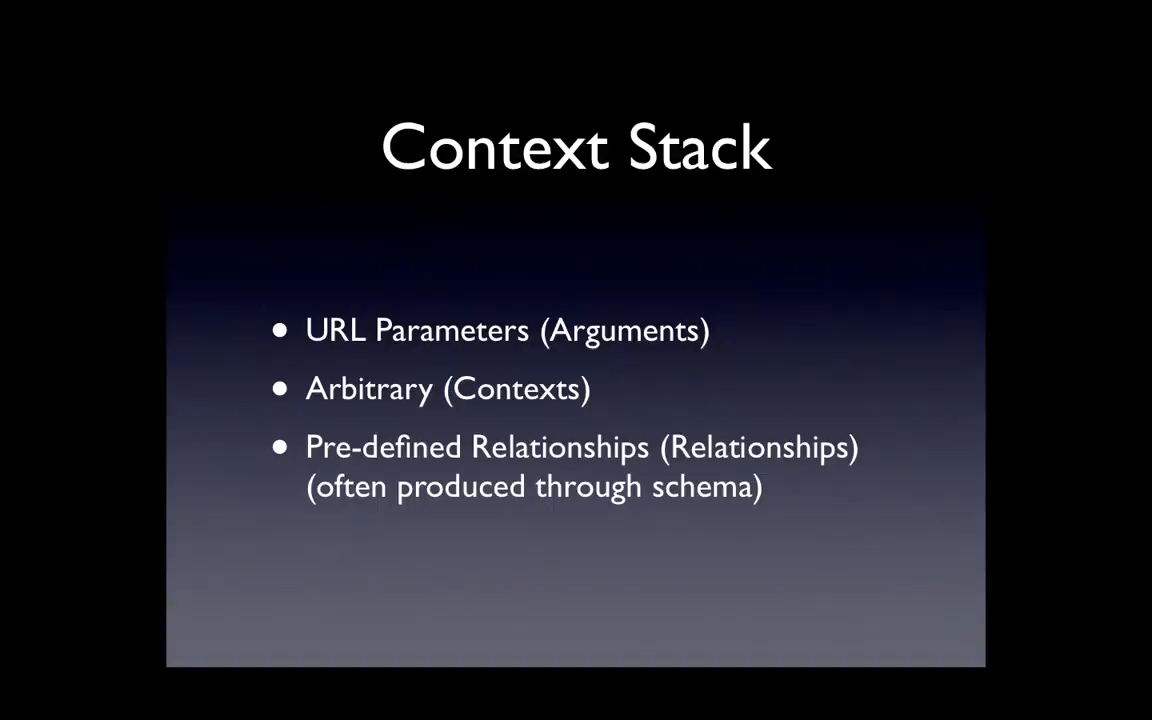 Context Stack
• URL Parameters (Arguments)
• Arbitrary (Contexts)
• Pre-defined Relationships (Relationships)
(often produced through schema)